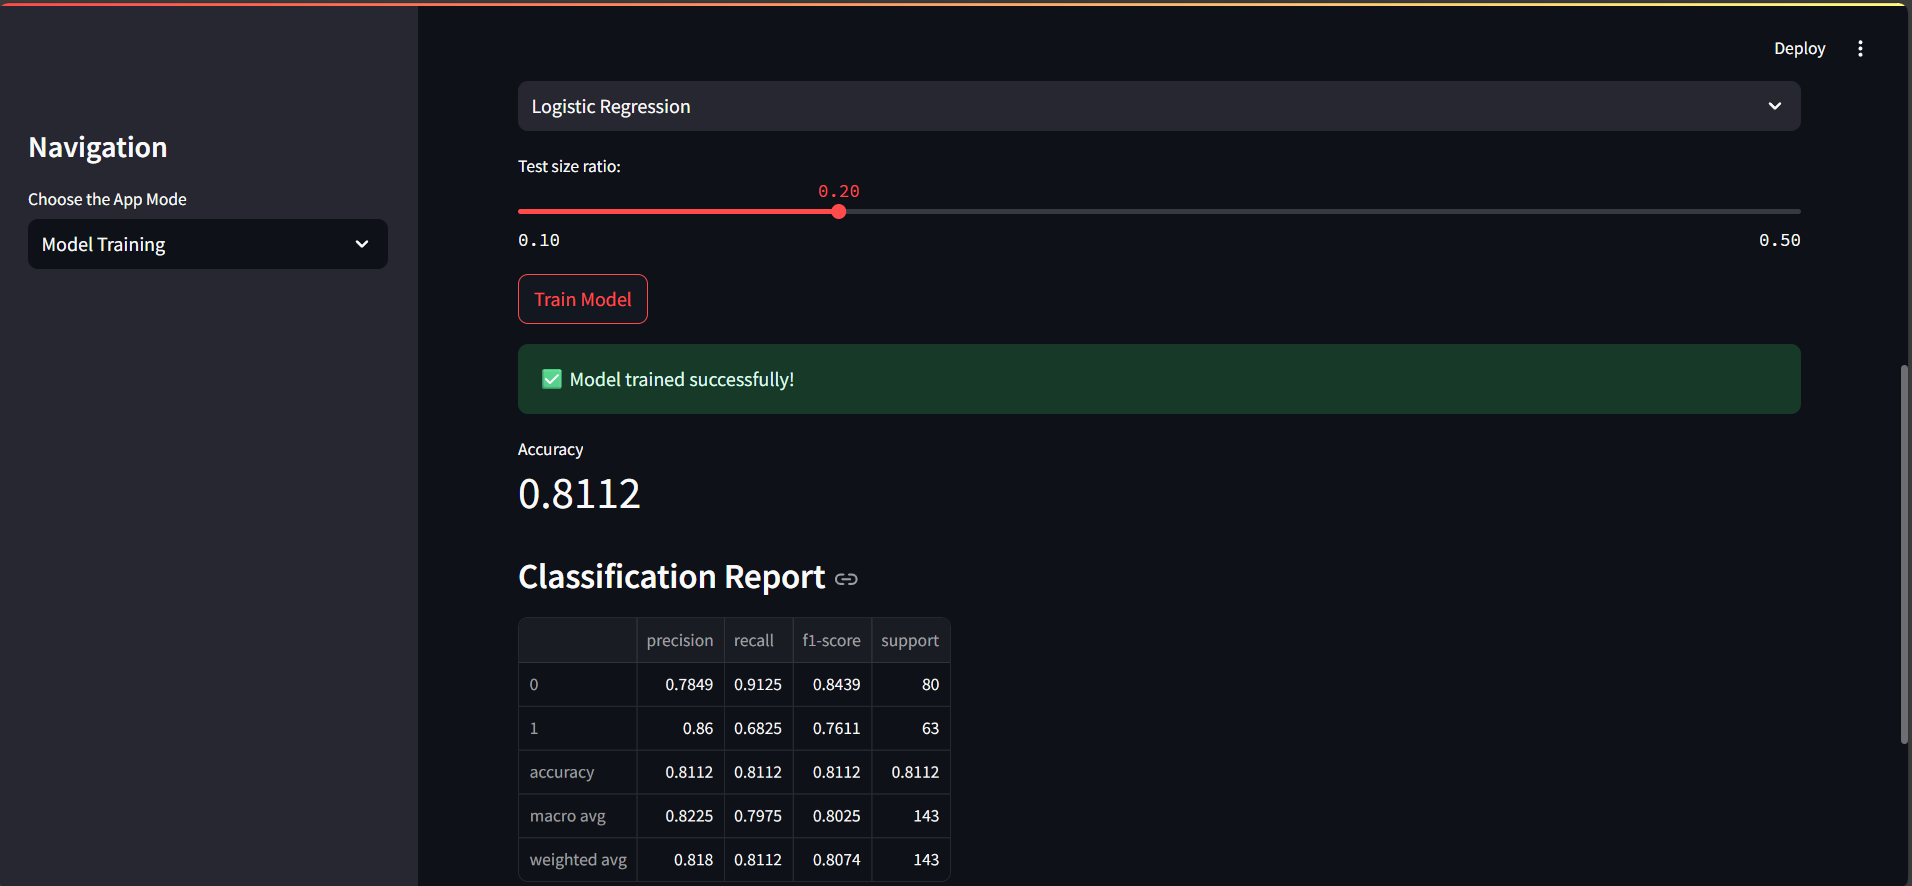 Deploy
Navigation
Choose the App Mode
Model Training
Logistic Regression
Test size ratio:
0.20
0.10 0.50
Train Model
✅ Model trained successfully!
Accuracy
0.8112
Classification Report
precision recall f1-score support
0 0.7849 0.9125 0.8439 80
1 0.86 0.6825 0.7611 63
accuracy 0.8112 0.8112 0.8112 0.8112
macro avg 0.8225 0.7975 0.8025 143
weighted avg 0.818 0.8112 0.8074 143